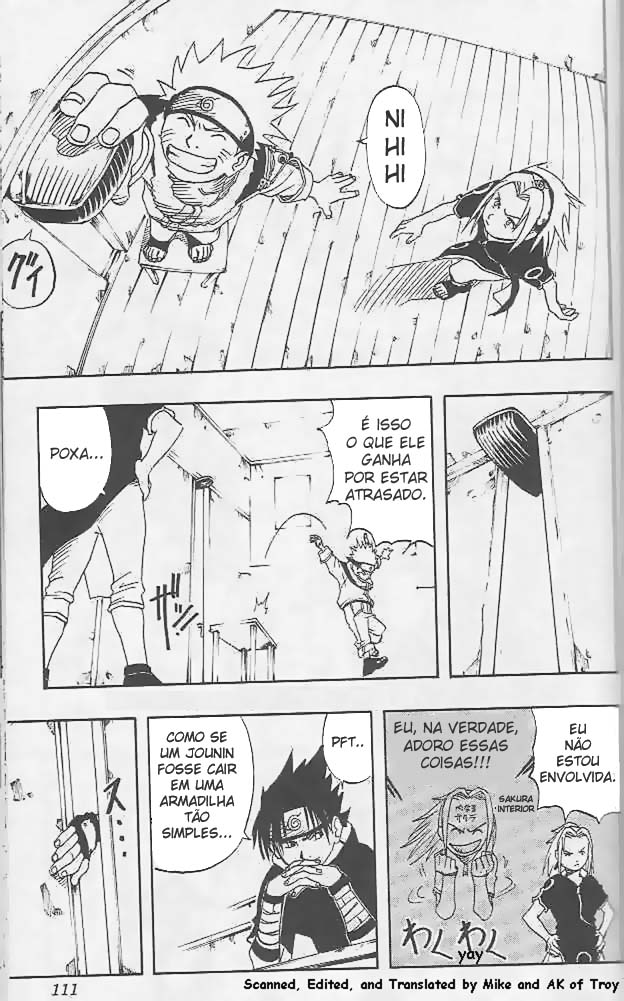 NI
HI
HI
グイ
É ISSO
O QUE ELE
GANHA
POR ESTAR
ATRASADO.
POXA...
ザッ!!
EU
NÃO
ESTOU
ENVOLVIDA.
EU, NA VERDADE,
ADORO ESSAS
COISAS!!!
SAKURA
INTERIOR
わくわく
yay
PFT..
COMO SE
UM JOUNIN
FOSSE CAIR
EM UMA
ARMADILHA
TÃO
SIMPLES...
ス...
111
Scanned, Edited, and Translated by Mike and AK of Troy